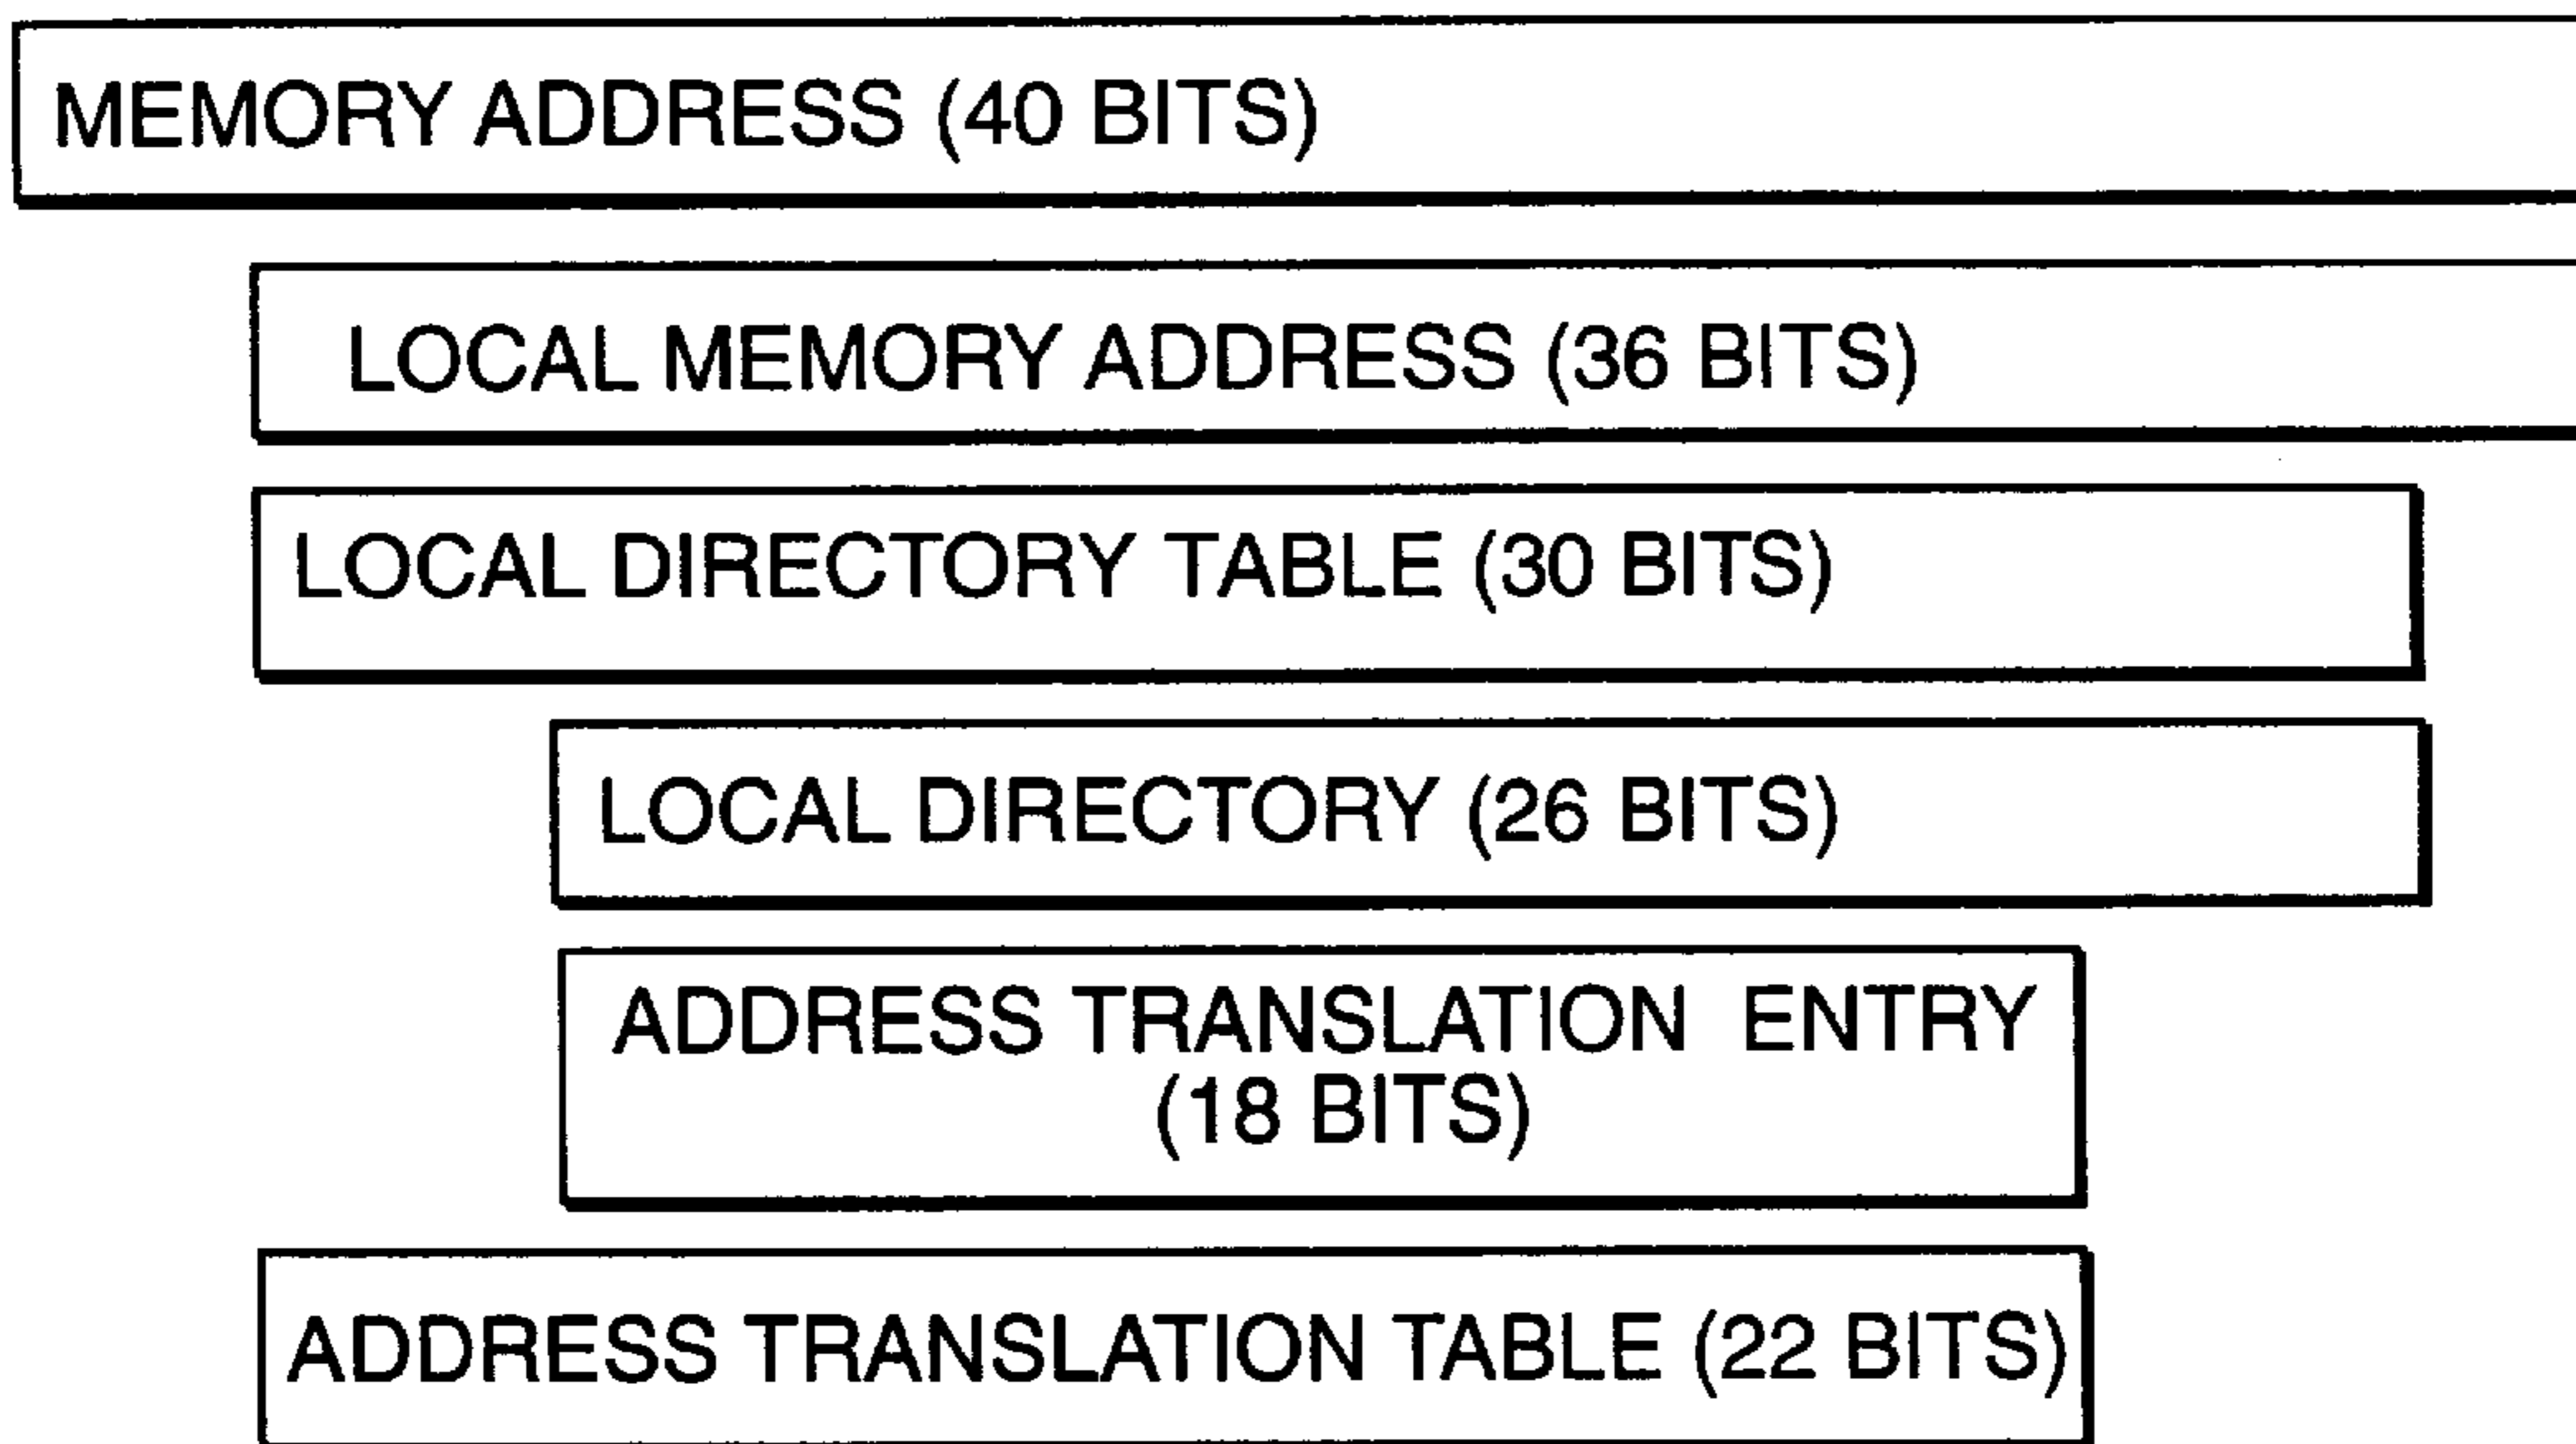 MEMORY ADDRESS (40 BITS)
LOCAL MEMORY ADDRESS (36 BITS)
LOCAL DIRECTORY TABLE (30 BITS)
LOCAL DIRECTORY (26 BITS)
ADDRESS TRANSLATION ENTRY
(18 BITS)
ADDRESS TRANSLATION TABLE (22 BITS)